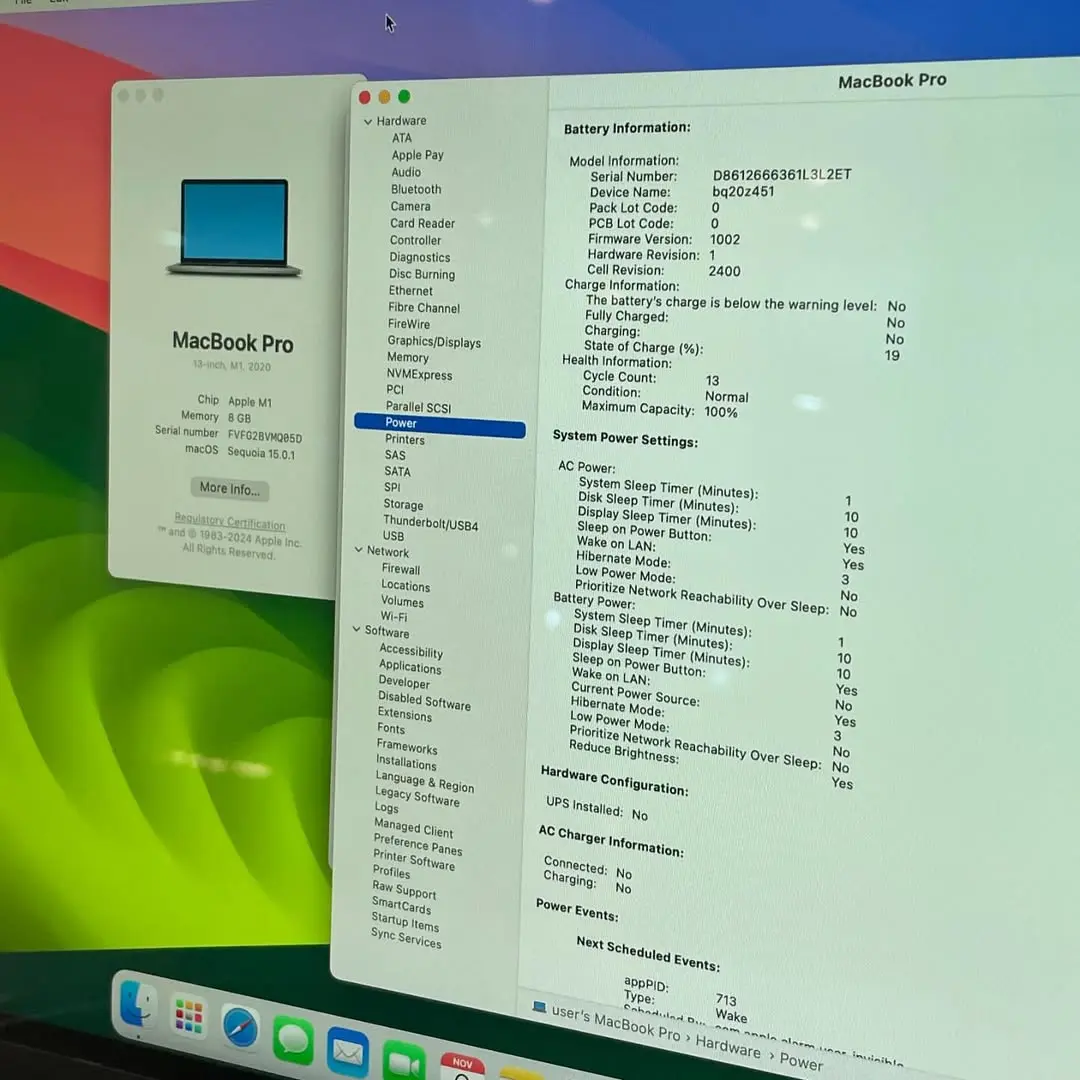 MacBook Pro
13-inch, M1, 2020
Chip Apple M1
Memory 8 GB
Serial number FVFG2BVMQ05D
macOS Sequoia 15.0.1
More Info...
Regulatory Certification
™ and © 1983-2024 Apple Inc.
All Rights Reserved.
Hardware
ATA
Apple Pay
Audio
Bluetooth
Camera
Card Reader
Controller
Diagnostics
Disc Burning
Ethernet
Fibre Channel
FireWire
Graphics/Displays
Memory
NVMExpress
PCI
Parallel SCSI
Power
Printers
SAS
SATA
SPI
Storage
Thunderbolt/USB4
USB
Network
Firewall
Locations
Volumes
Wi-Fi
Software
Accessibility
Applications
Developer
Disabled Software
Extensions
Fonts
Frameworks
Installations
Language & Region
Legacy Software
Logs
Managed Client
Preference Panes
Printer Software
Profiles
Raw Support
SmartCards
Startup Items
Sync Services
MacBook Pro
Battery Information:
Model Information:
Serial Number: D8612666361L3L2ET
Device Name: bq20z451
Pack Lot Code: 0
PCB Lot Code: 0
Firmware Version: 1002
Hardware Revision: 1
Cell Revision: 2400
Charge Information:
The battery's charge is below the warning level: No
Fully Charged: No
Charging: No
State of Charge (%): 19
Health Information:
Cycle Count: 13
Condition: Normal
Maximum Capacity: 100%
System Power Settings:
AC Power:
System Sleep Timer (Minutes): 1
Disk Sleep Timer (Minutes): 10
Display Sleep Timer (Minutes): 10
Sleep on Power Button: Yes
Wake on LAN: Yes
Hibernate Mode: 3
Low Power Mode: No
Prioritize Network Reachability Over Sleep: No
Battery Power:
System Sleep Timer (Minutes): 1
Disk Sleep Timer (Minutes): 10
Display Sleep Timer (Minutes): 10
Sleep on Power Button: Yes
Wake on LAN: No
Current Power Source: Yes
Hibernate Mode: 3
Low Power Mode: No
Prioritize Network Reachability Over Sleep: No
Reduce Brightness: Yes
Hardware Configuration:
UPS Installed: No
AC Charger Information:
Connected: No
Charging: No
Power Events:
Next Scheduled Events:
appPID: 713
Type: Wake
user's MacBook Pro › Hardware › Power
NOV